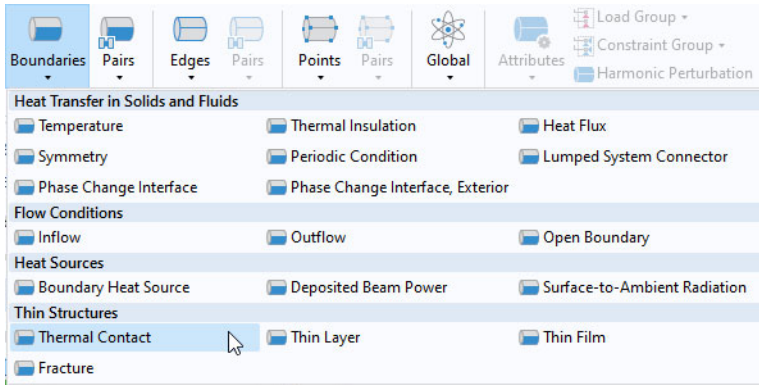 Load Group
Constraint Group
Boundaries Pairs Edges Pairs Points Pairs Global Attributes Harmonic Perturbation
Heat Transfer in Solids and Fluids
Temperature Thermal Insulation Heat Flux
Symmetry Periodic Condition Lumped System Connector
Phase Change Interface Phase Change Interface, Exterior
Flow Conditions
Inflow Outflow Open Boundary
Heat Sources
Boundary Heat Source Deposited Beam Power Surface-to-Ambient Radiation
Thin Structures
Thermal Contact Thin Layer Thin Film
Fracture